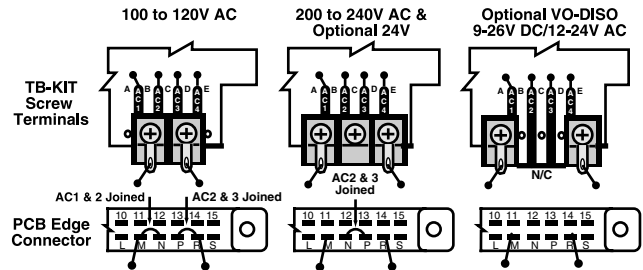 100 to 120V AC
200 to 240V AC &
Optional 24V
Optional VO-DISO
9-26V DC/12-24V AC
TB-KIT
Screw
Terminals
A AC1 B AC2 C AC3 D AC4 E
A AC1 B AC2 C AC3 D AC4 E
A AC1 B AC2 C AC3 D AC4 E
N/C
AC1 & 2 Joined
AC2 & 3 Joined
AC2 & 3
Joined
PCB Edge
Connector
10 11 12 13 14 15
L M N P R S
10 11 12 13 14 15
L M N P R S
10 11 12 13 14 15
L M N P R S